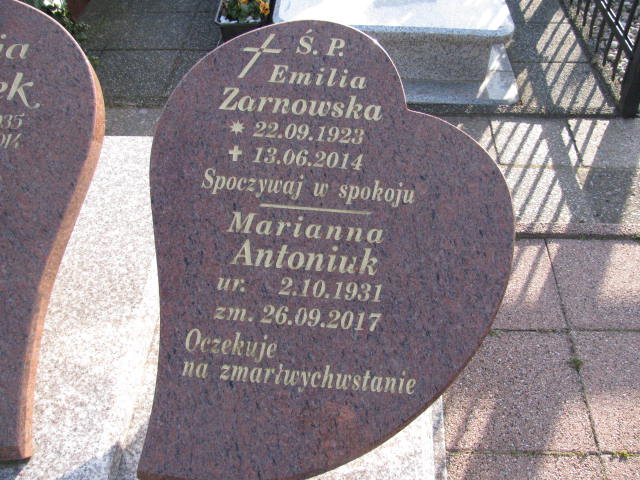 Ś. P.
Emilia
Zarnowska
* 22.09.1923
✝ 13.06.2014
Spoczywaj w spokoju
Marianna
Antoniuk
ur. 2.10.1931
zm. 26.09.2017
Oczekuje
na zmartwychwstanie